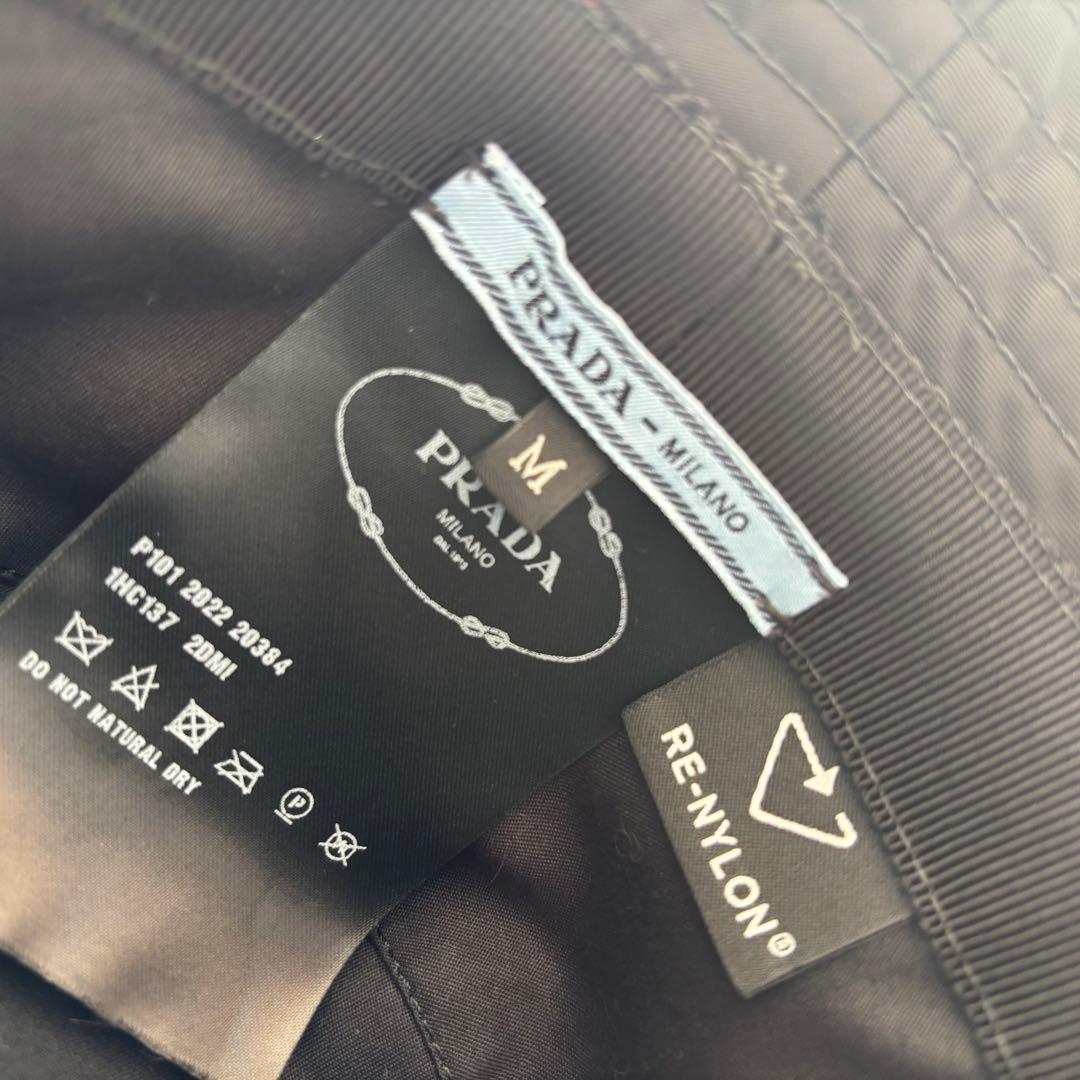 PRADA - MILANO
M
PRADA
MILANO
DAL 1913
P101 2022 20384
1HC137 2DMI
P
W
DO NOT NATURAL DRY
RE-NYLON®